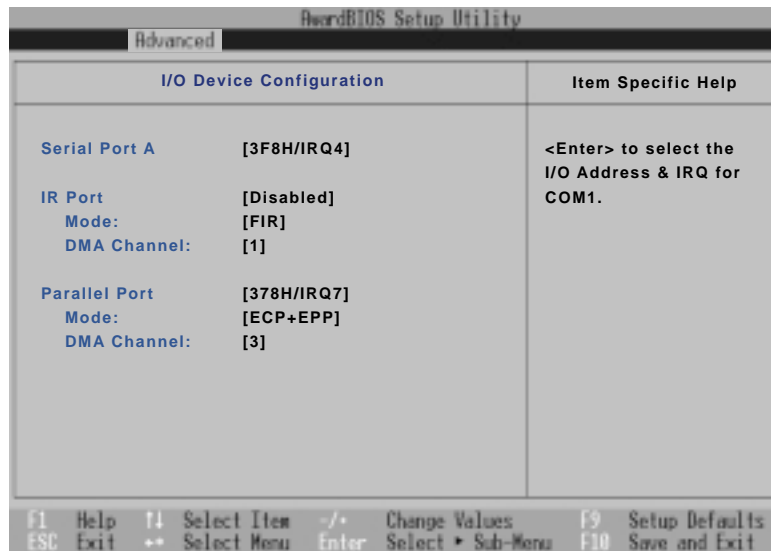 AwardBIOS Setup Utility
Advanced
I/O Device Configuration
Item Specific Help
Serial Port A [3F8H/IRQ4]
IR Port [Disabled]
Mode: [FIR]
DMA Channel: [1]
Parallel Port [378H/IRQ7]
Mode: [ECP+EPP]
DMA Channel: [3]
<Enter> to select the
I/O Address & IRQ for
COM1.
F1 Help ↑↓ Select Item -/+ Change Values F9 Setup Defaults
ESC Exit ←→ Select Menu Enter Select ► Sub-Menu F10 Save and Exit